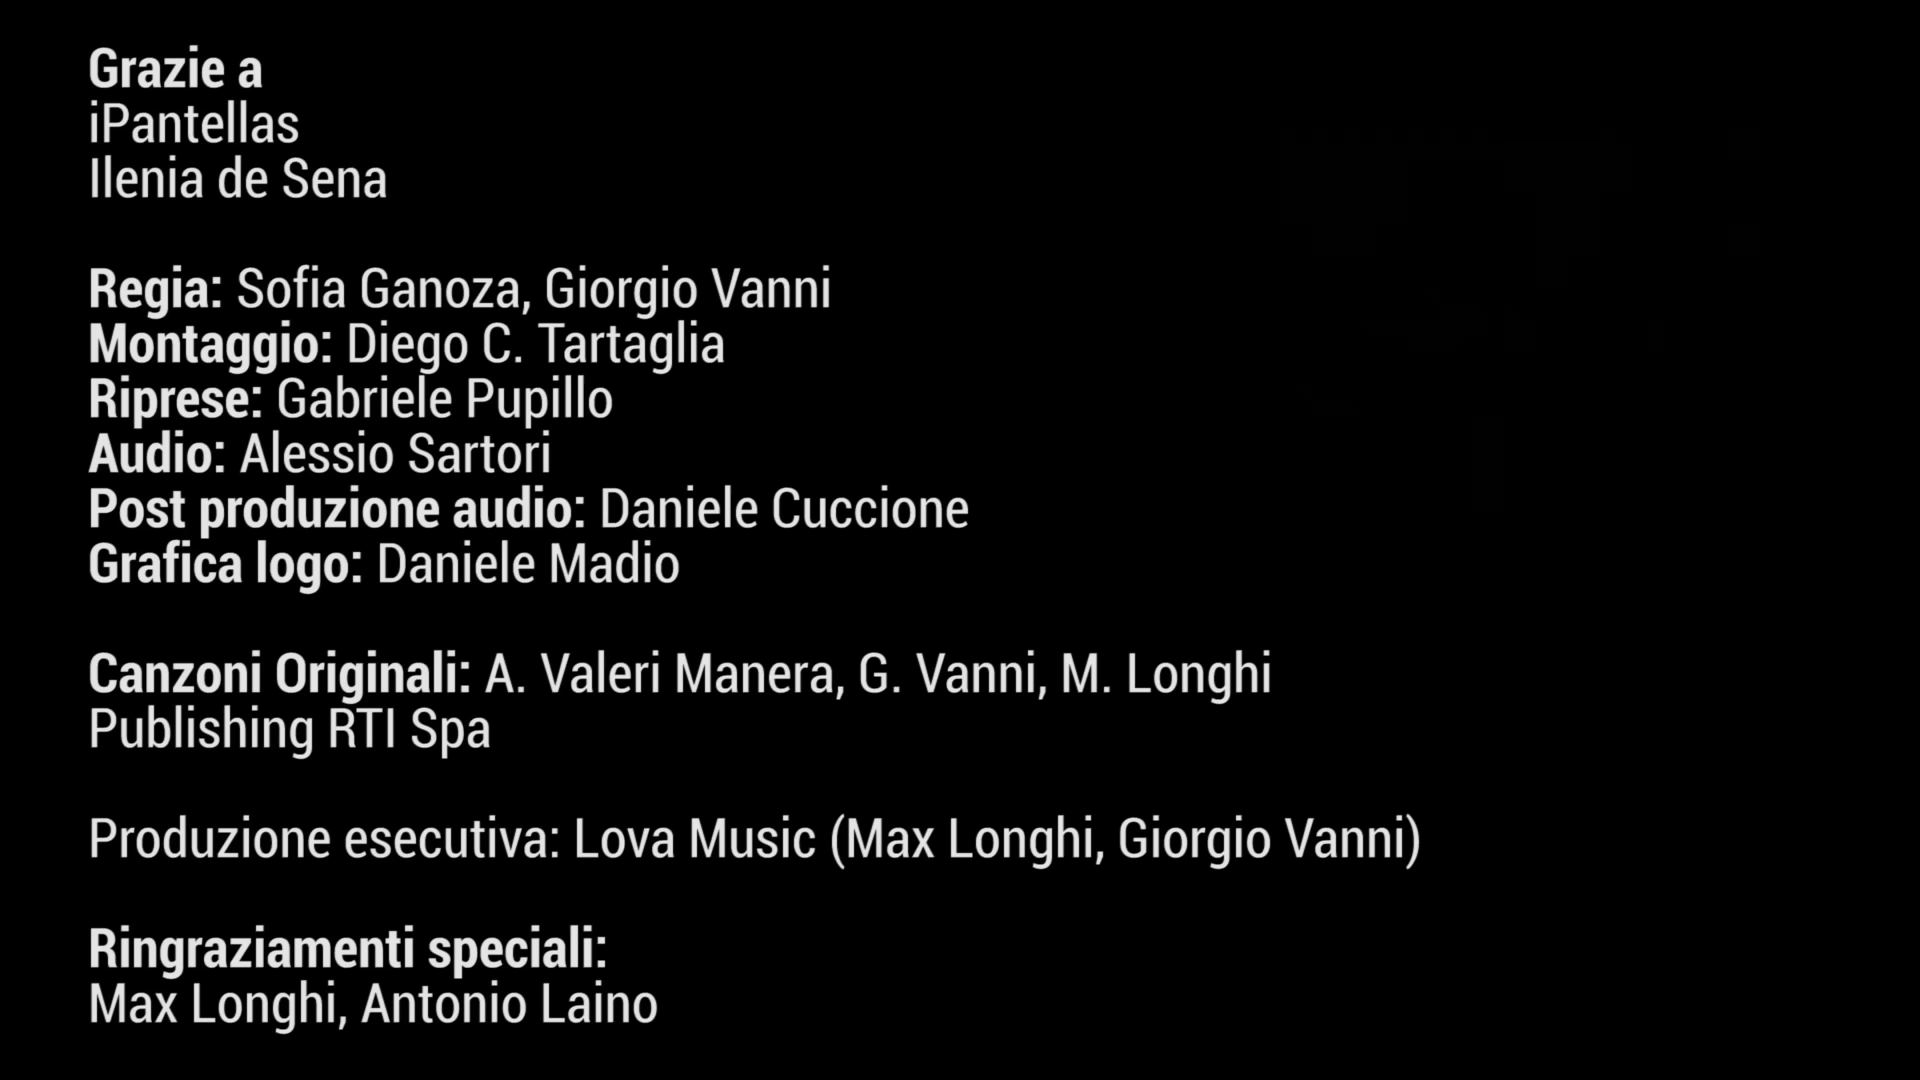 Grazie a
iPantellas
Ilenia de Sena
Regia: Sofia Ganoza, Giorgio Vanni
Montaggio: Diego C. Tartaglia
Riprese: Gabriele Pupillo
Audio: Alessio Sartori
Post produzione audio: Daniele Cuccione
Grafica logo: Daniele Madio
Canzoni Originali: A. Valeri Manera, G. Vanni, M. Longhi
Publishing RTI Spa
Produzione esecutiva: Lova Music (Max Longhi, Giorgio Vanni)
Ringraziamenti speciali:
Max Longhi, Antonio Laino